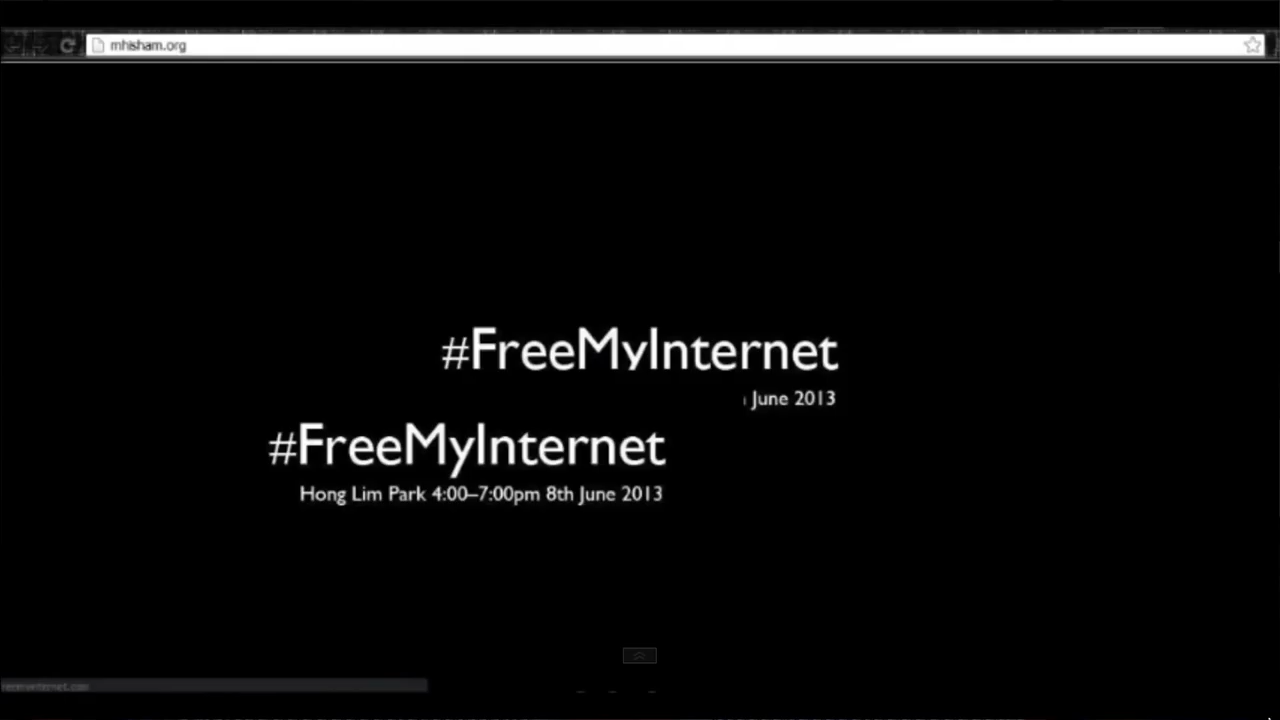 mhisham.org
#FreeMyInternet
June 2013
#FreeMyInternet
Hong Lim Park 4:00–7:00pm 8th June 2013